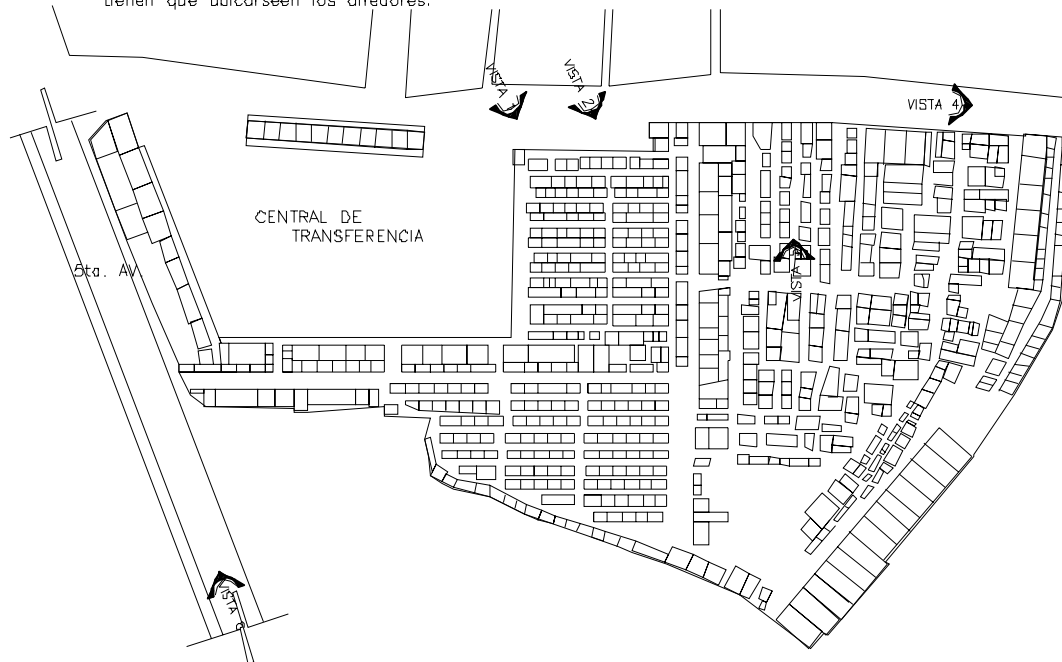 tienen que ubicarseen los alredores.
VISTA
VISTA 2
VISTA 4
CENTRAL DE
TRANSFERENCIA
5ta. AV.
VISTA
VISTA